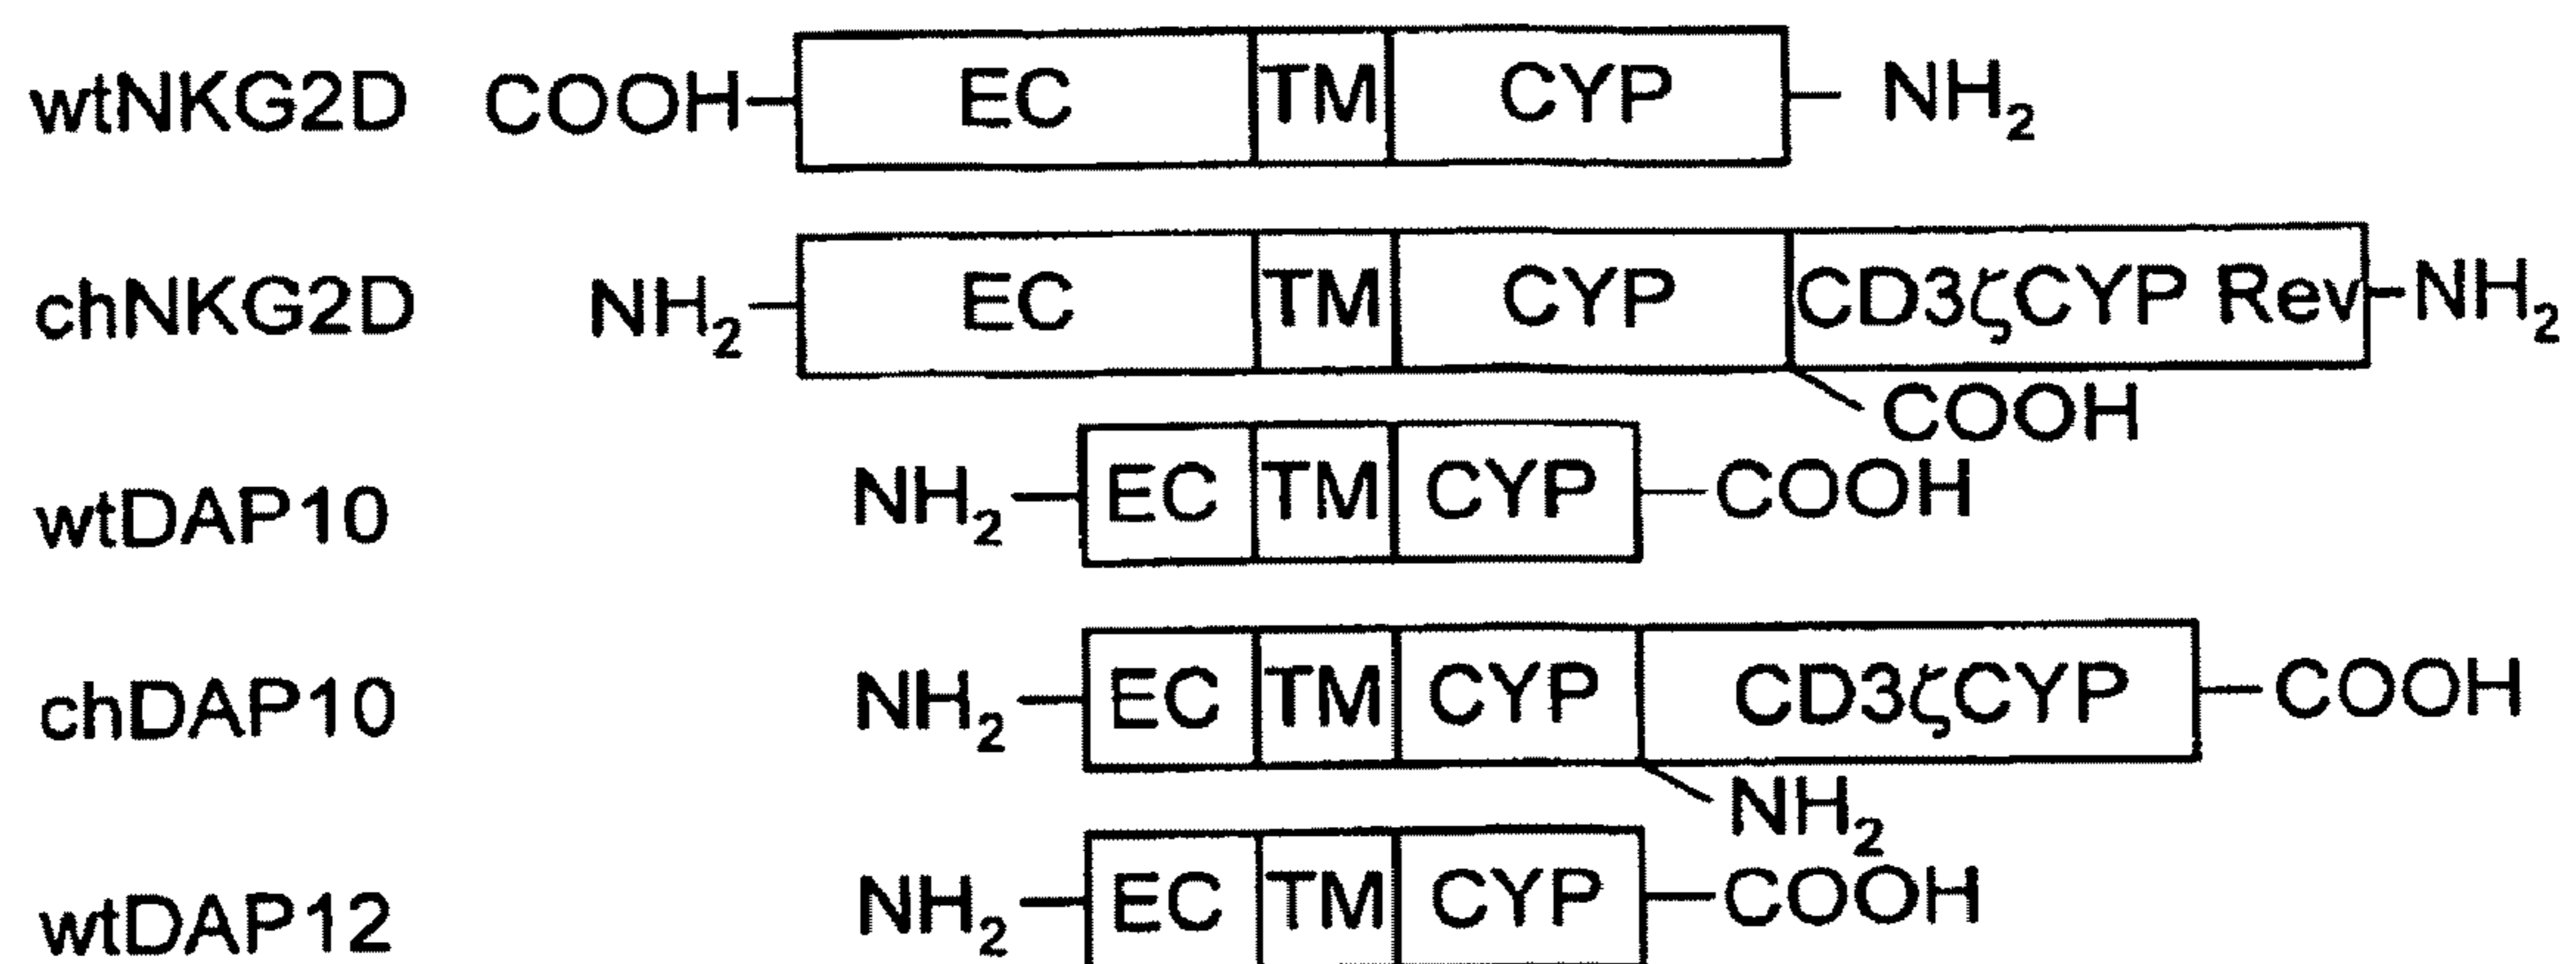 wtNKG2D COOH EC TM CYP NH₂
chNKG2D NH₂ EC TM CYP CD3ζCYP Rev NH₂
COOH
wtDAP10 NH₂ EC TM CYP COOH
chDAP10 NH₂ EC TM CYP CD3ζCYP COOH
NH₂
wtDAP12 NH₂ EC TM CYP COOH